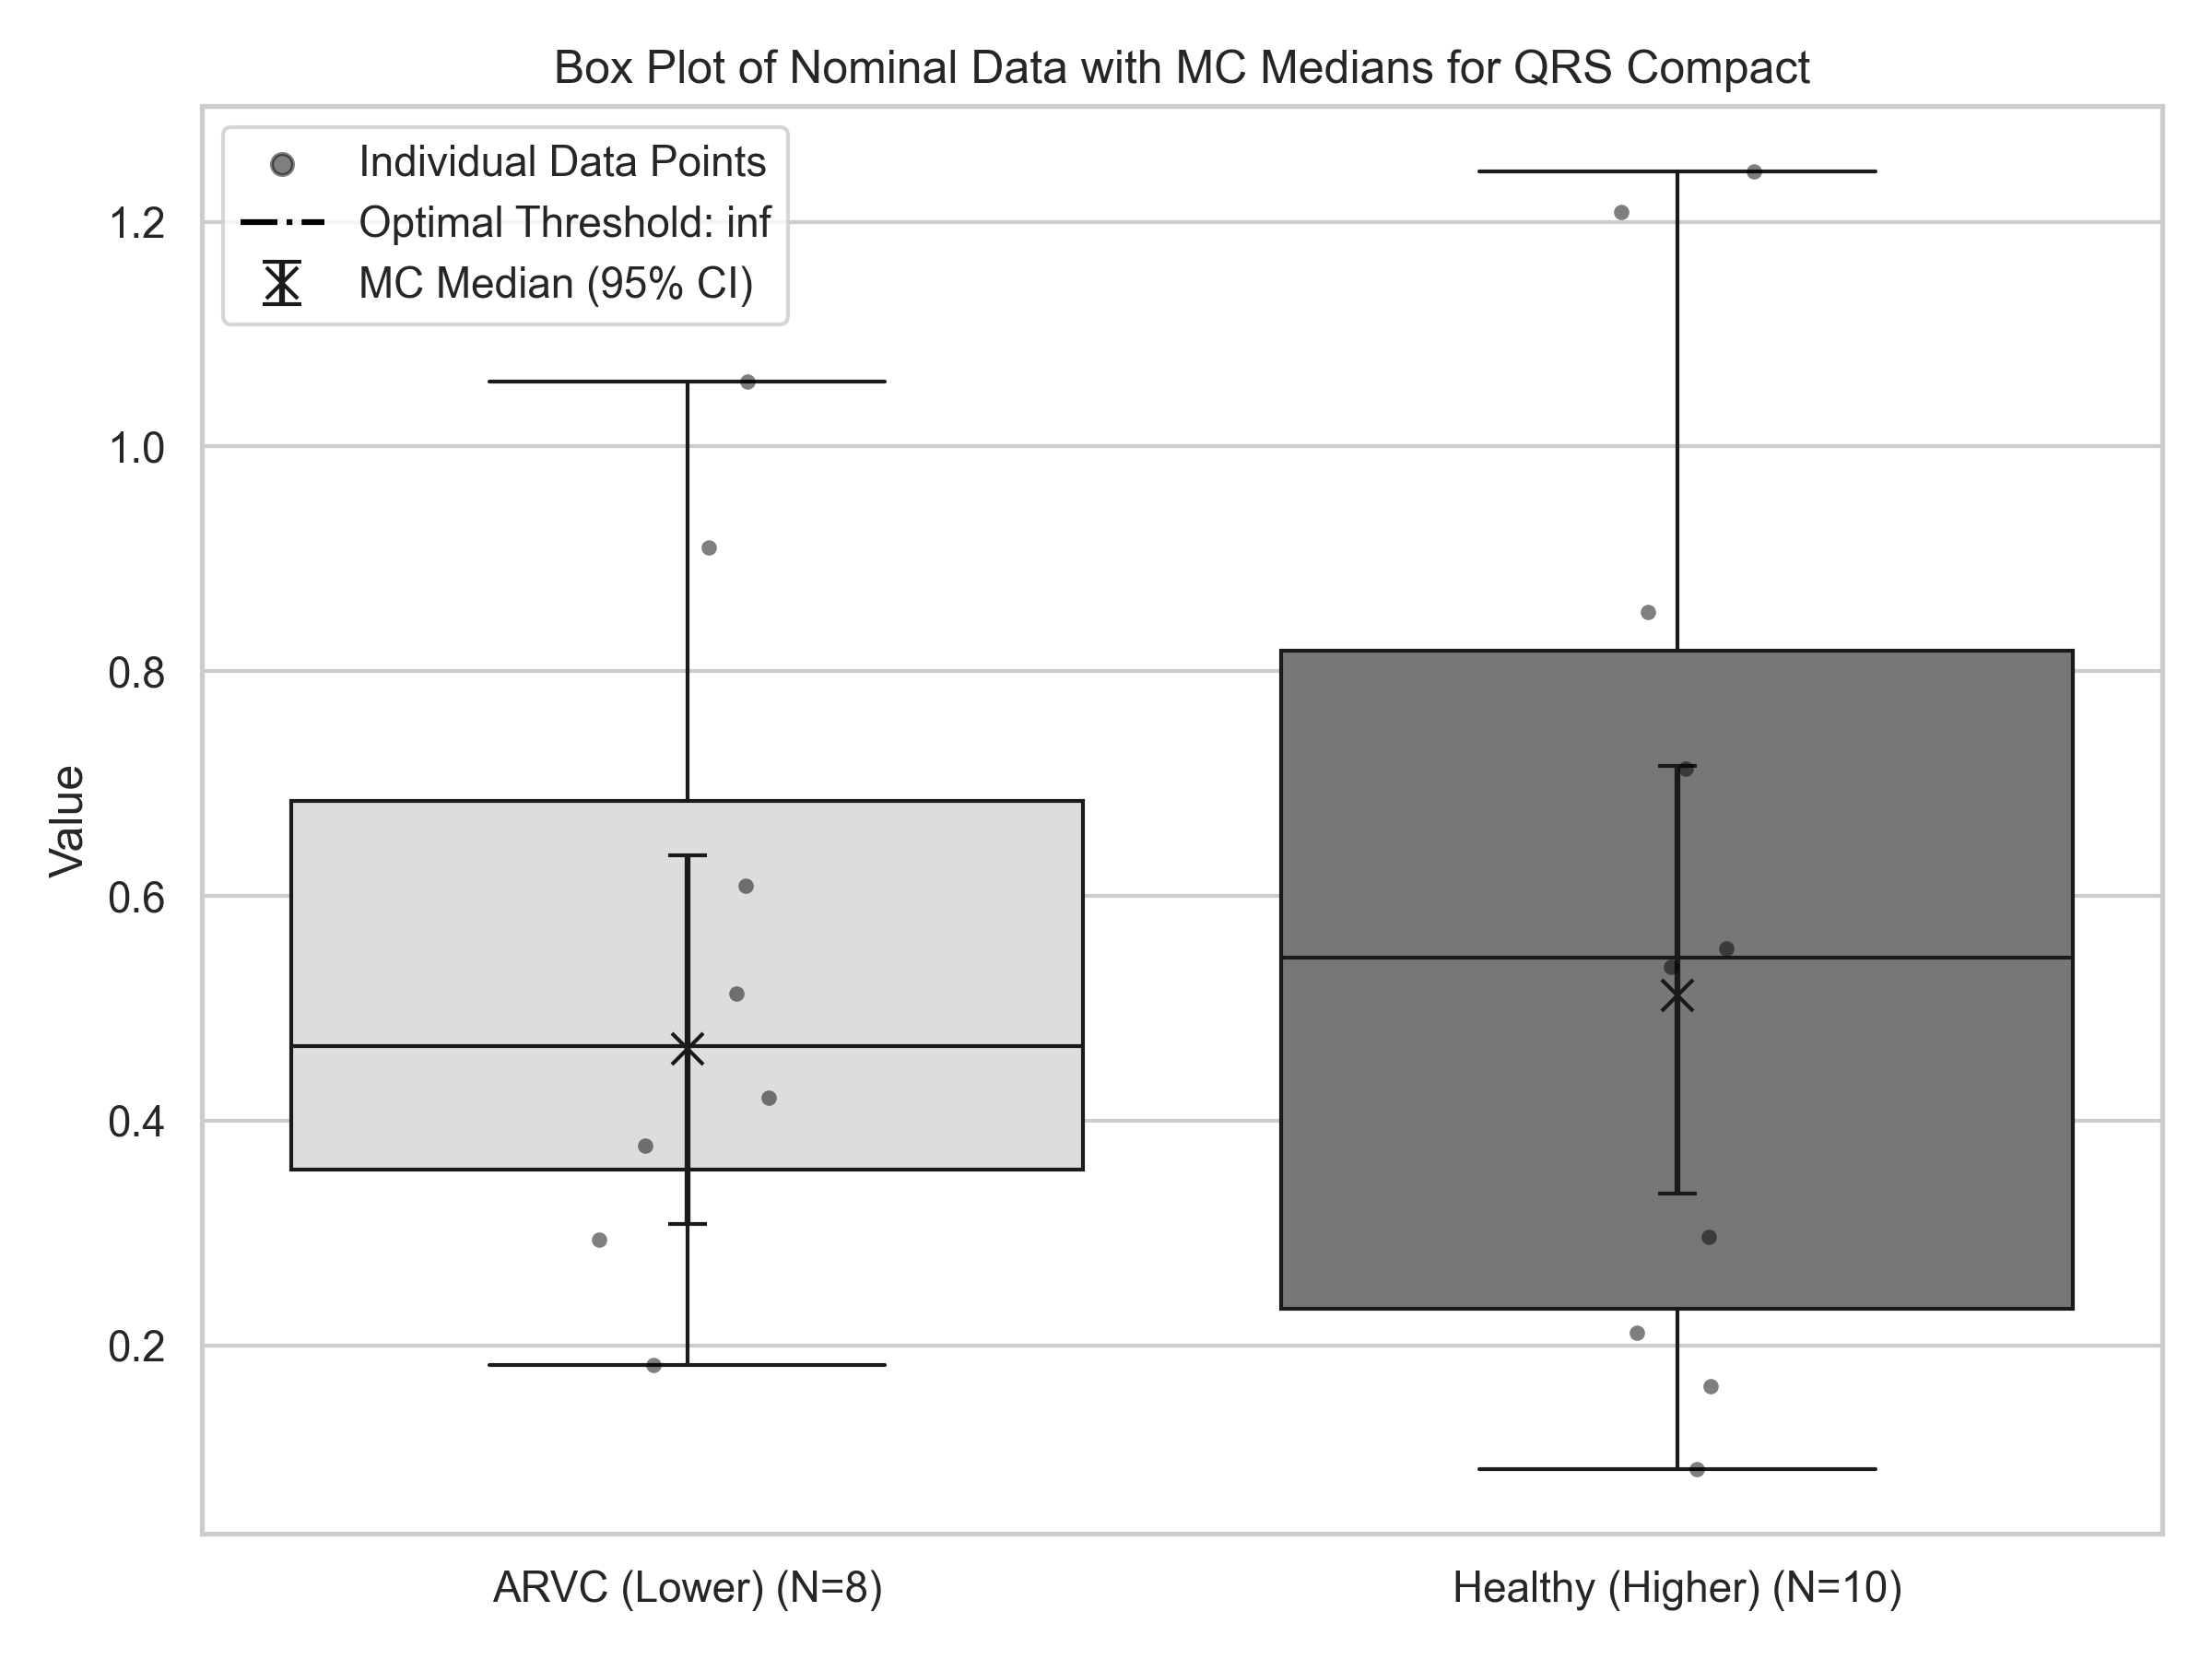 Box Plot of Nominal Data with MC Medians for QRS Compact
Individual Data Points
Optimal Threshold: inf
MC Median (95% CI)
1.2
1.0
0.8
0.6
0.4
0.2
Value
ARVC (Lower) (N=8)
Healthy (Higher) (N=10)